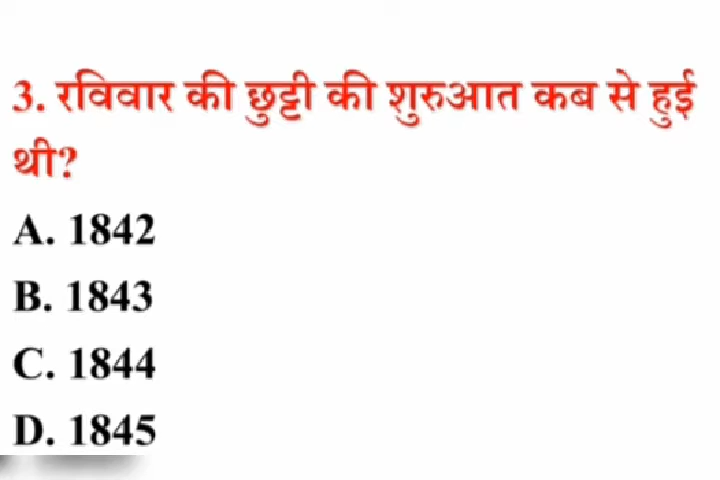 3. रविवार की छुट्टी की शुरुआत कब से हुई
थी?
A. 1842
B. 1843
C. 1844
D. 1845